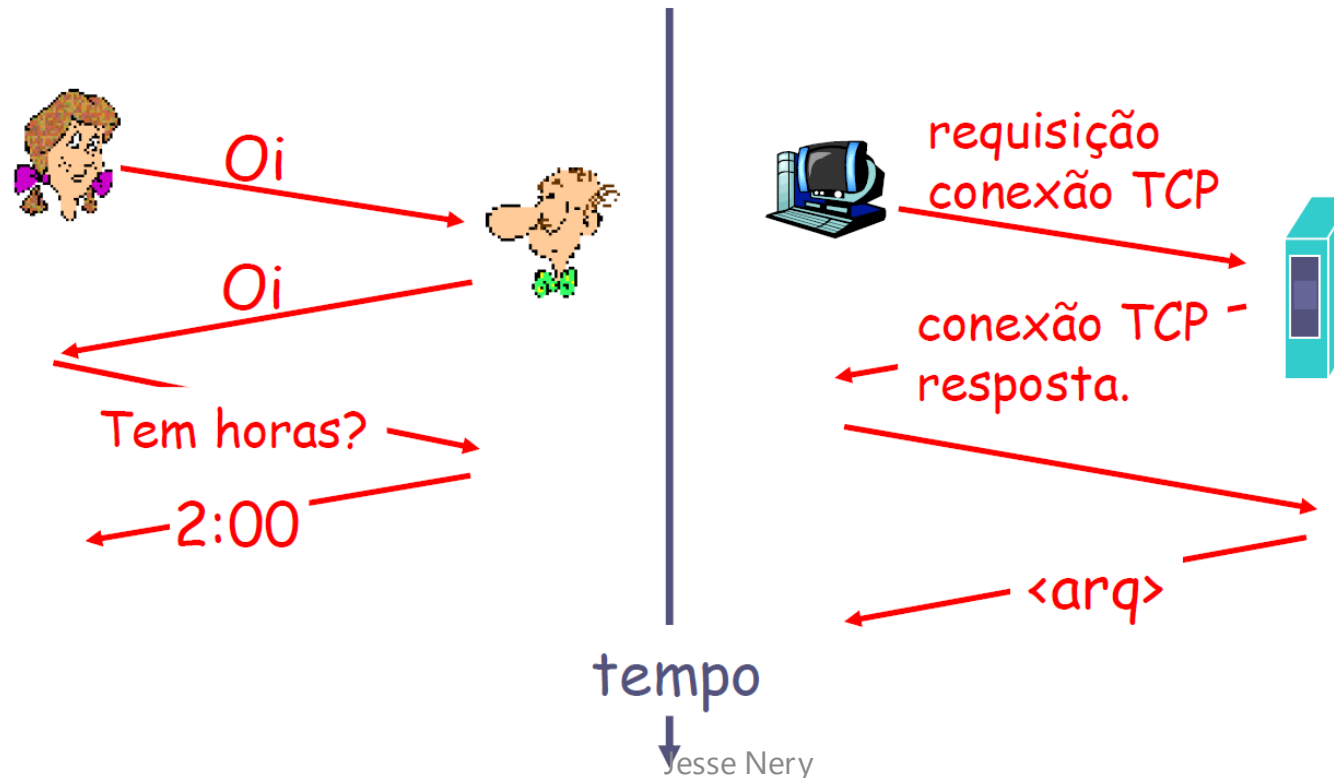 Oi
Oi
Tem horas?
2:00
requisição
conexão TCP
conexão TCP
resposta.
<arq>
tempo
Jesse Nery